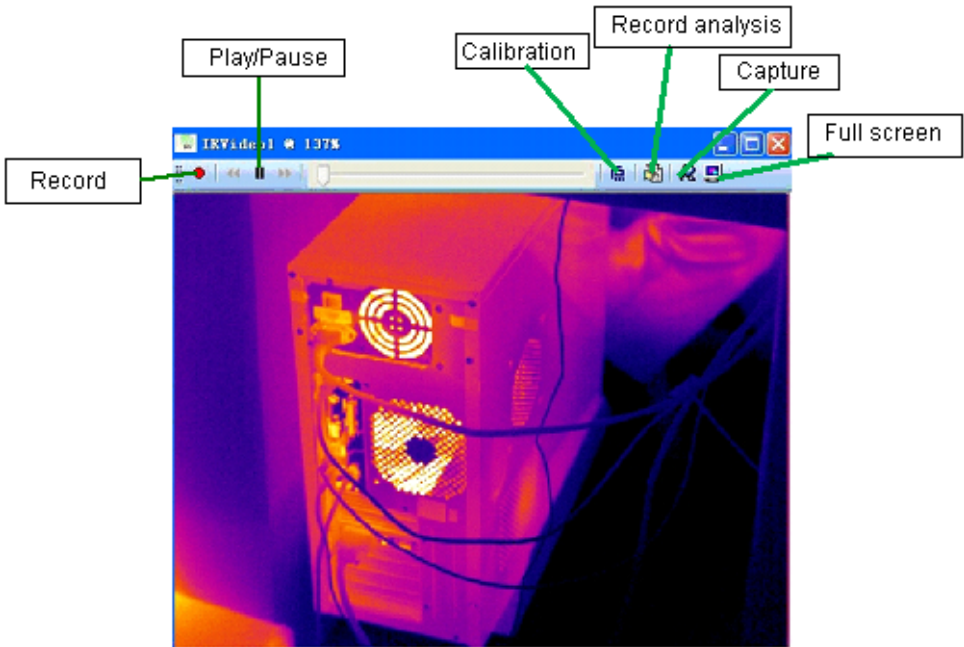 Record analysis
Play/Pause
Calibration
Capture
Full screen
IRVideo1 @ 137%
Record